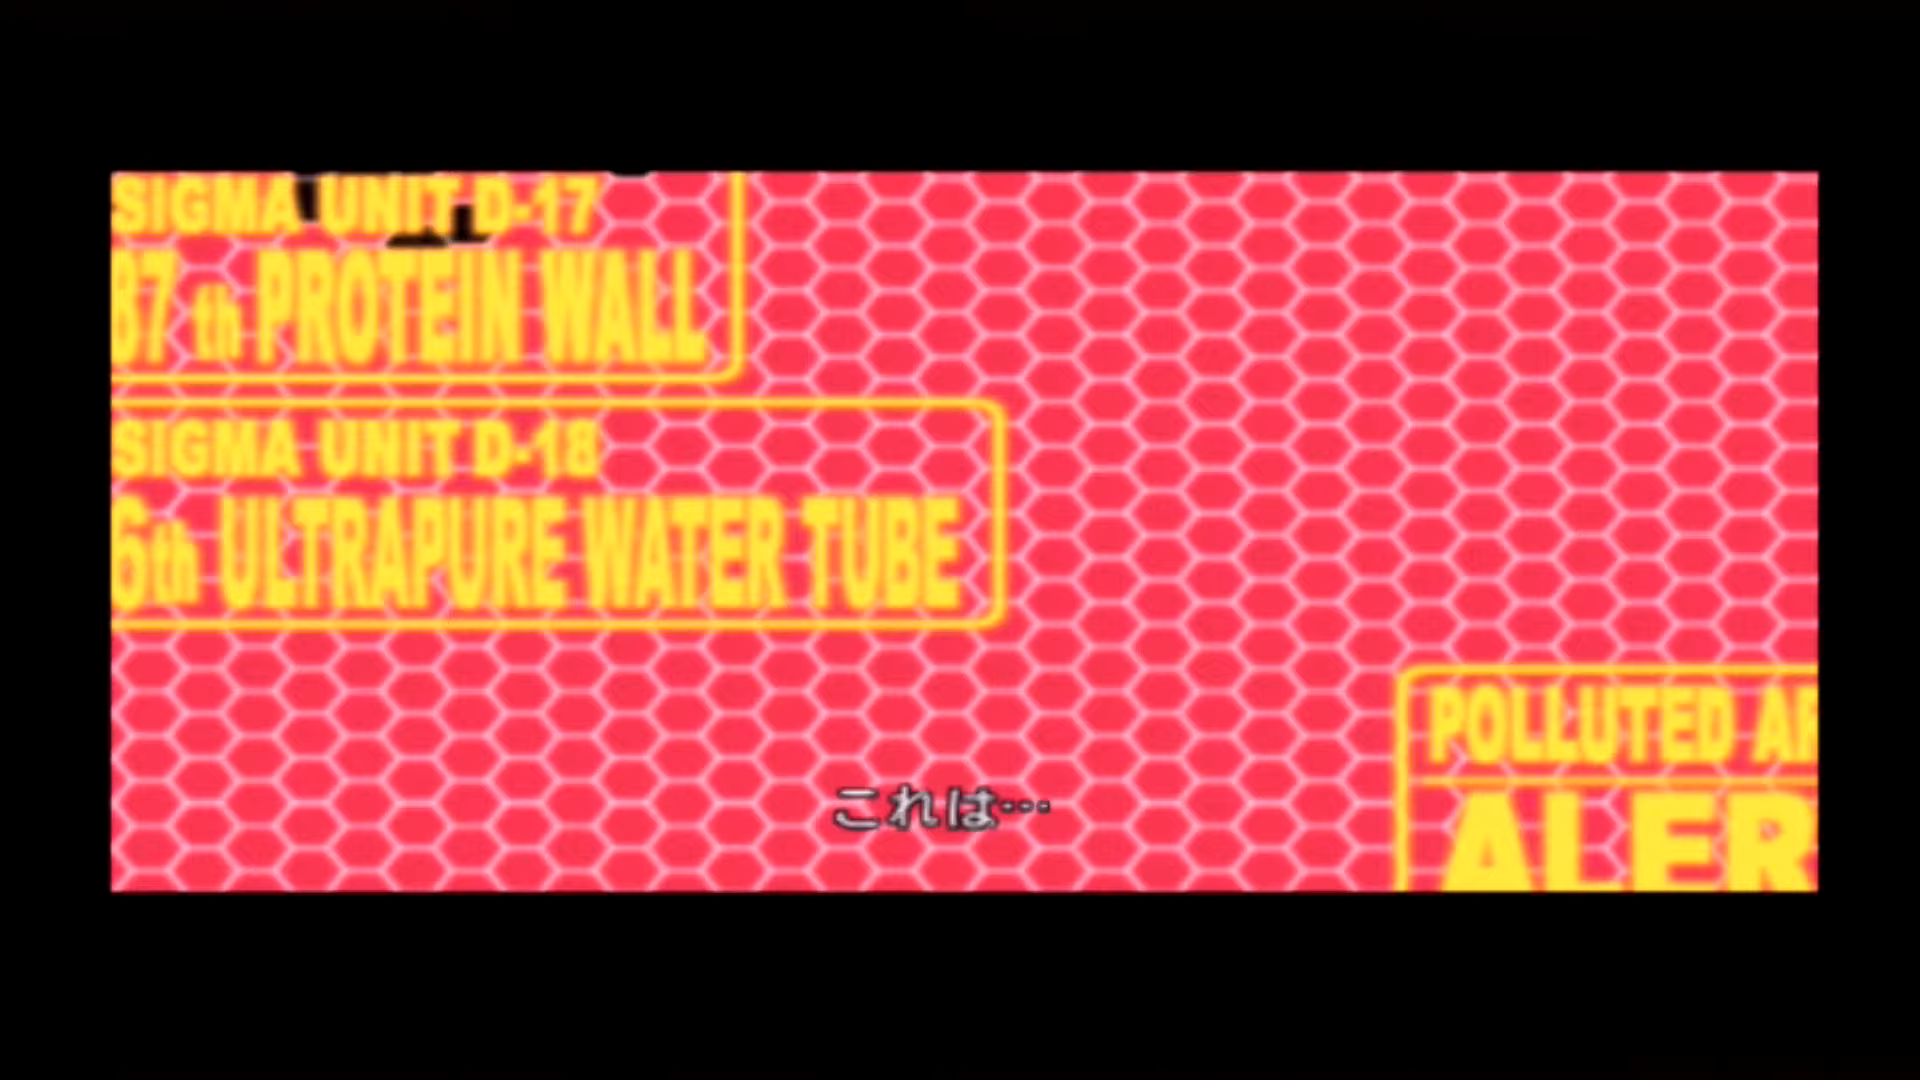 SIGMA UNIT D-17
87 th PROTEIN WALL
SIGMA UNIT D-18
6th ULTRAPURE WATER TUBE
POLLUTED AR
ALER
これは…